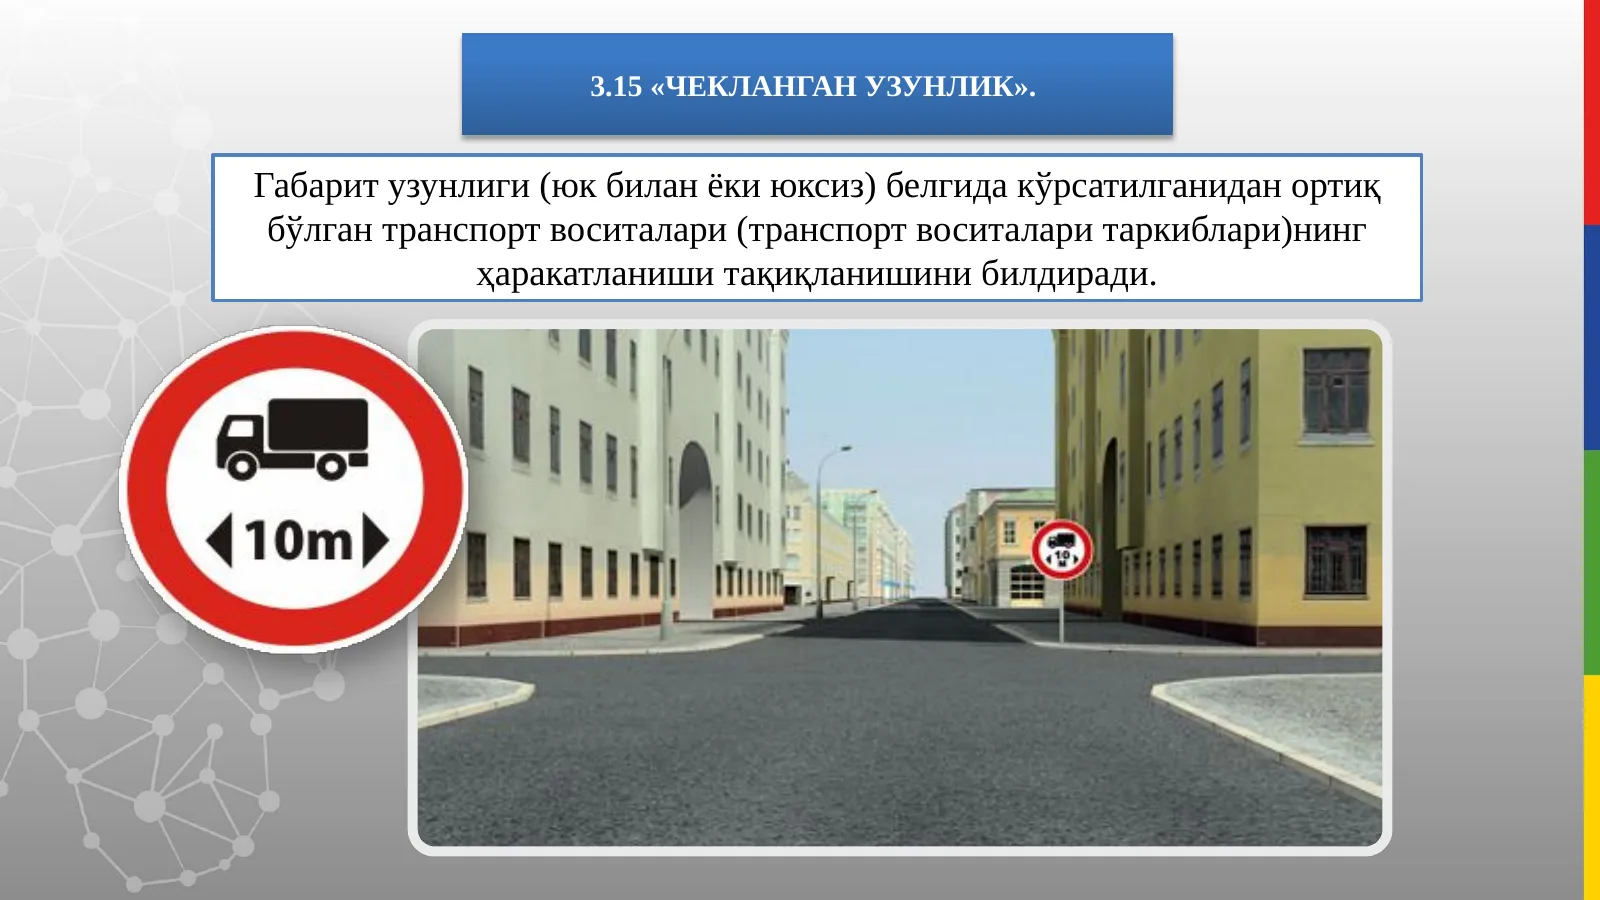 3.15 «ЧЕКЛАНГАН УЗУНЛИК».
Габарит узунлиги (юк билан ёки юксиз) белгида кўрсатилганидан ортиқ
бўлган транспорт воситалари (транспорт воситалари таркиблари)нинг
ҳаракатланиши тақиқланишини билдиради.
10m
10
м